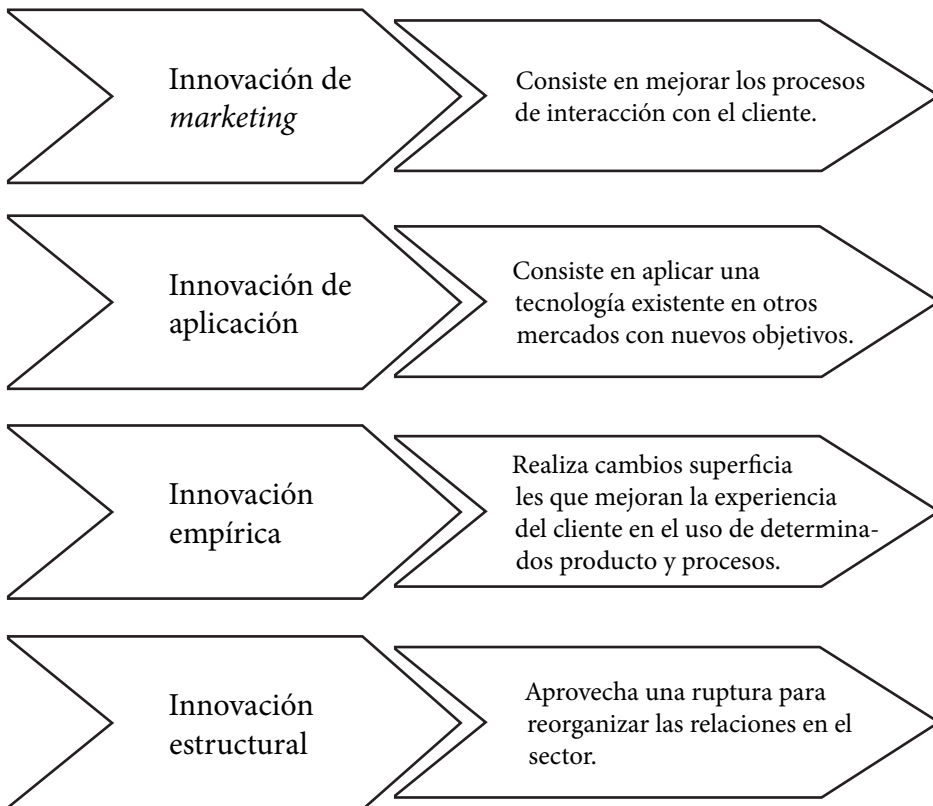 Innovación de
marketing
Consiste en mejorar los procesos
de interacción con el cliente.
Innovación de
aplicación
Consiste en aplicar una
tecnología existente en otros
mercados con nuevos objetivos.
Innovación
empírica
Realiza cambios superficia
les que mejoran la experiencia
del cliente en el uso de determina-
dos producto y procesos.
Innovación
estructural
Aprovecha una ruptura para
reorganizar las relaciones en el
sector.